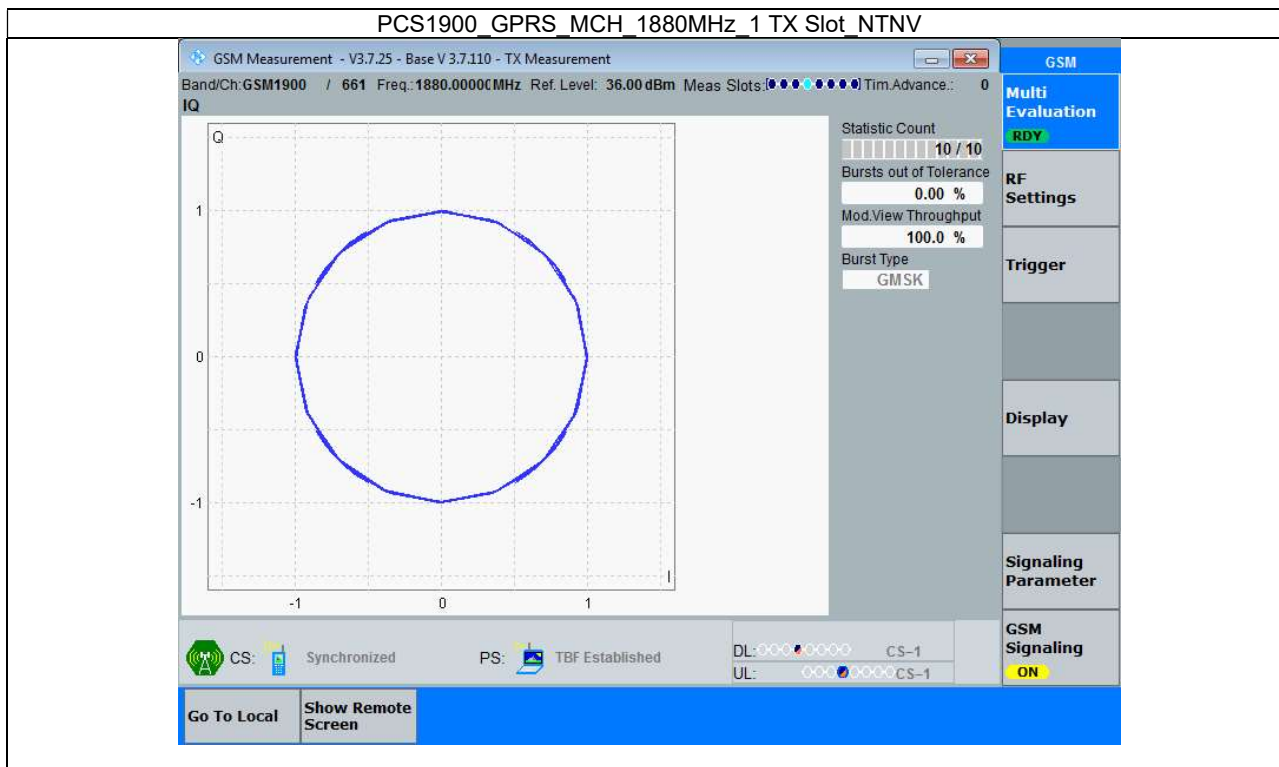 PCS1900_GPRS_MCH_1880MHz_1 TX Slot_NTNV
GSM Measurement - V3.7.25 - Base V 3.7.110 - TX Measurement
GSM
Band/Ch:GSM1900 / 661 Freq.:1880.00000MHz Ref. Level: 36.00 dBm Meas Slots: Tim.Advance.: 0
IQ
Multi
Evaluation
RDY
Q
Statistic Count
10 / 10
Bursts out of Tolerance
0.00 %
Mod.View Throughput
100.0 %
Burst Type
GMSK
RF
Settings
Trigger
Display
Signaling
Parameter
GSM
Signaling
ON
1
0
-1
I
-1 0 1
CS: Synchronized PS: TBF Established
DL: CS-1
UL: CS-1
Go To Local
Show Remote
Screen